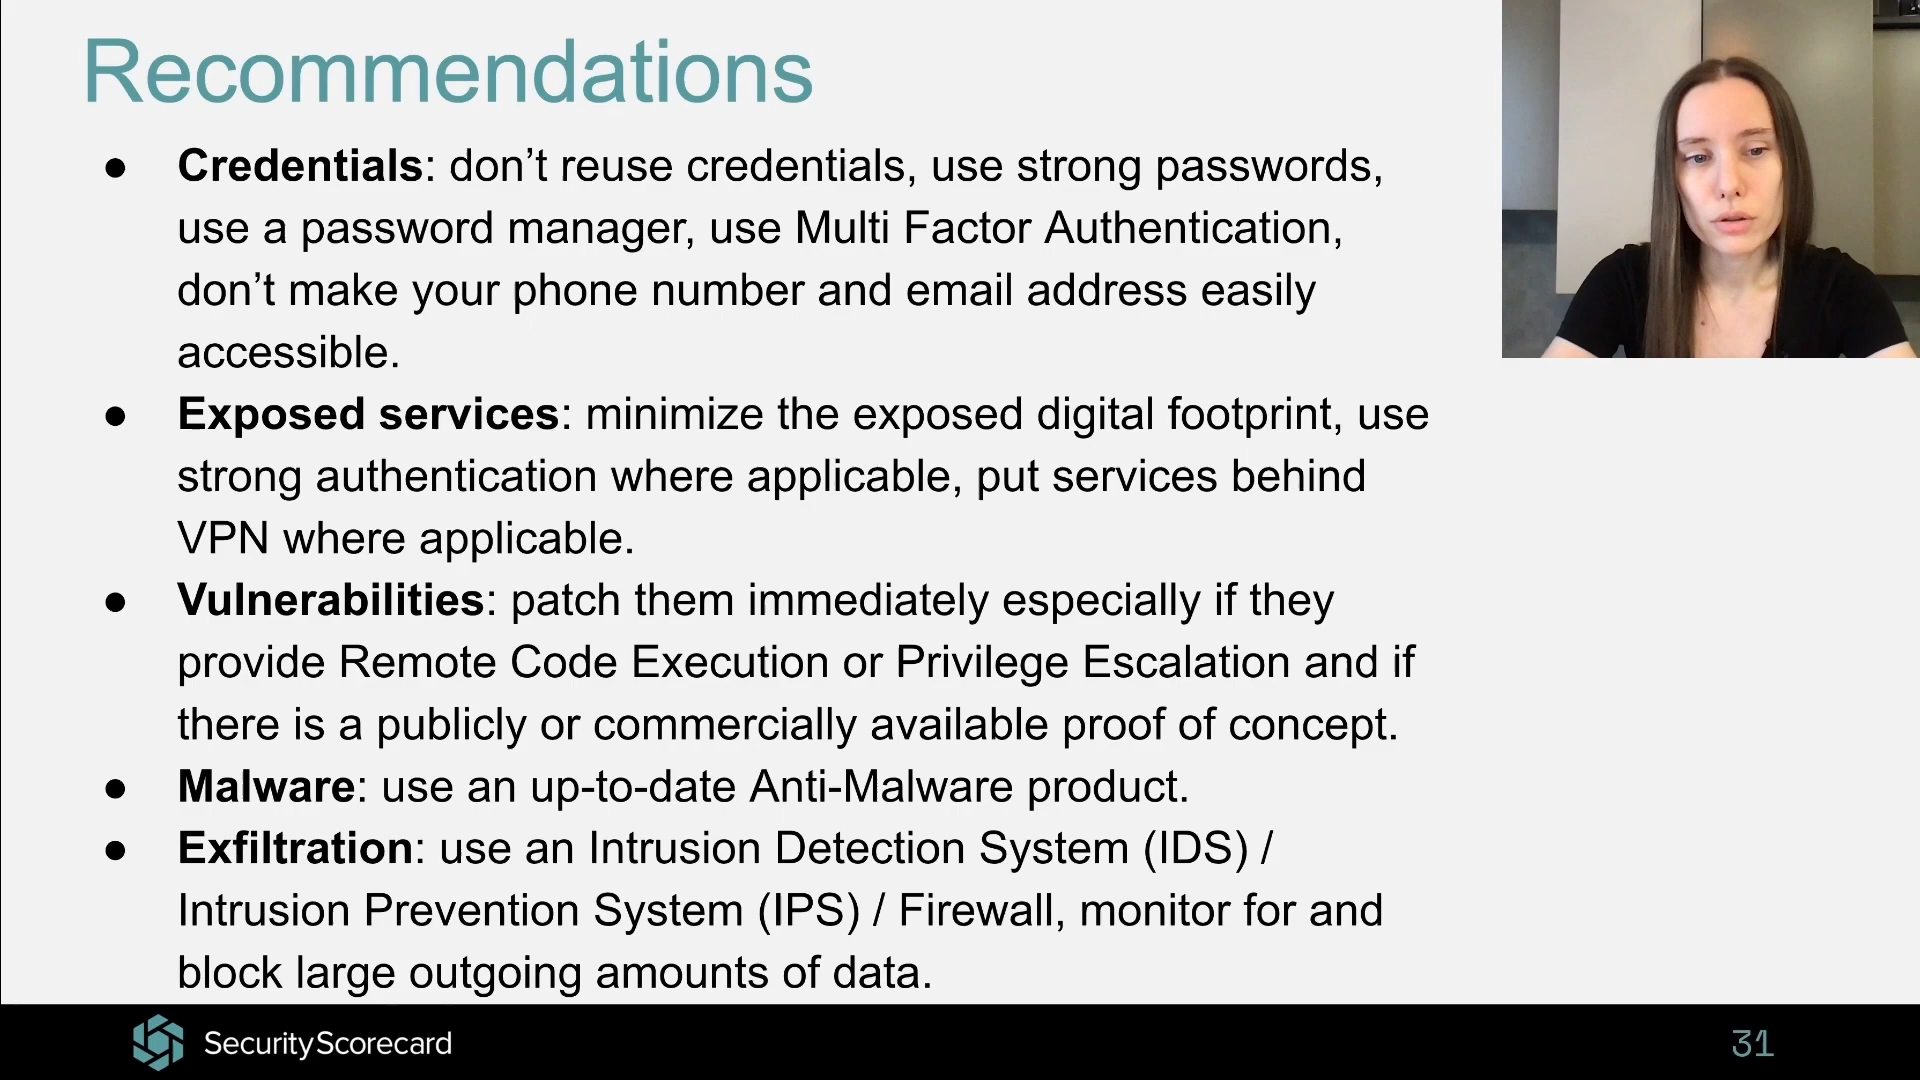 Recommendations
● Credentials: don’t reuse credentials, use strong passwords,
use a password manager, use Multi Factor Authentication,
don’t make your phone number and email address easily
accessible.
● Exposed services: minimize the exposed digital footprint, use
strong authentication where applicable, put services behind
VPN where applicable.
● Vulnerabilities: patch them immediately especially if they
provide Remote Code Execution or Privilege Escalation and if
there is a publicly or commercially available proof of concept.
● Malware: use an up-to-date Anti-Malware product.
● Exfiltration: use an Intrusion Detection System (IDS) /
Intrusion Prevention System (IPS) / Firewall, monitor for and
block large outgoing amounts of data.
SecurityScorecard
31